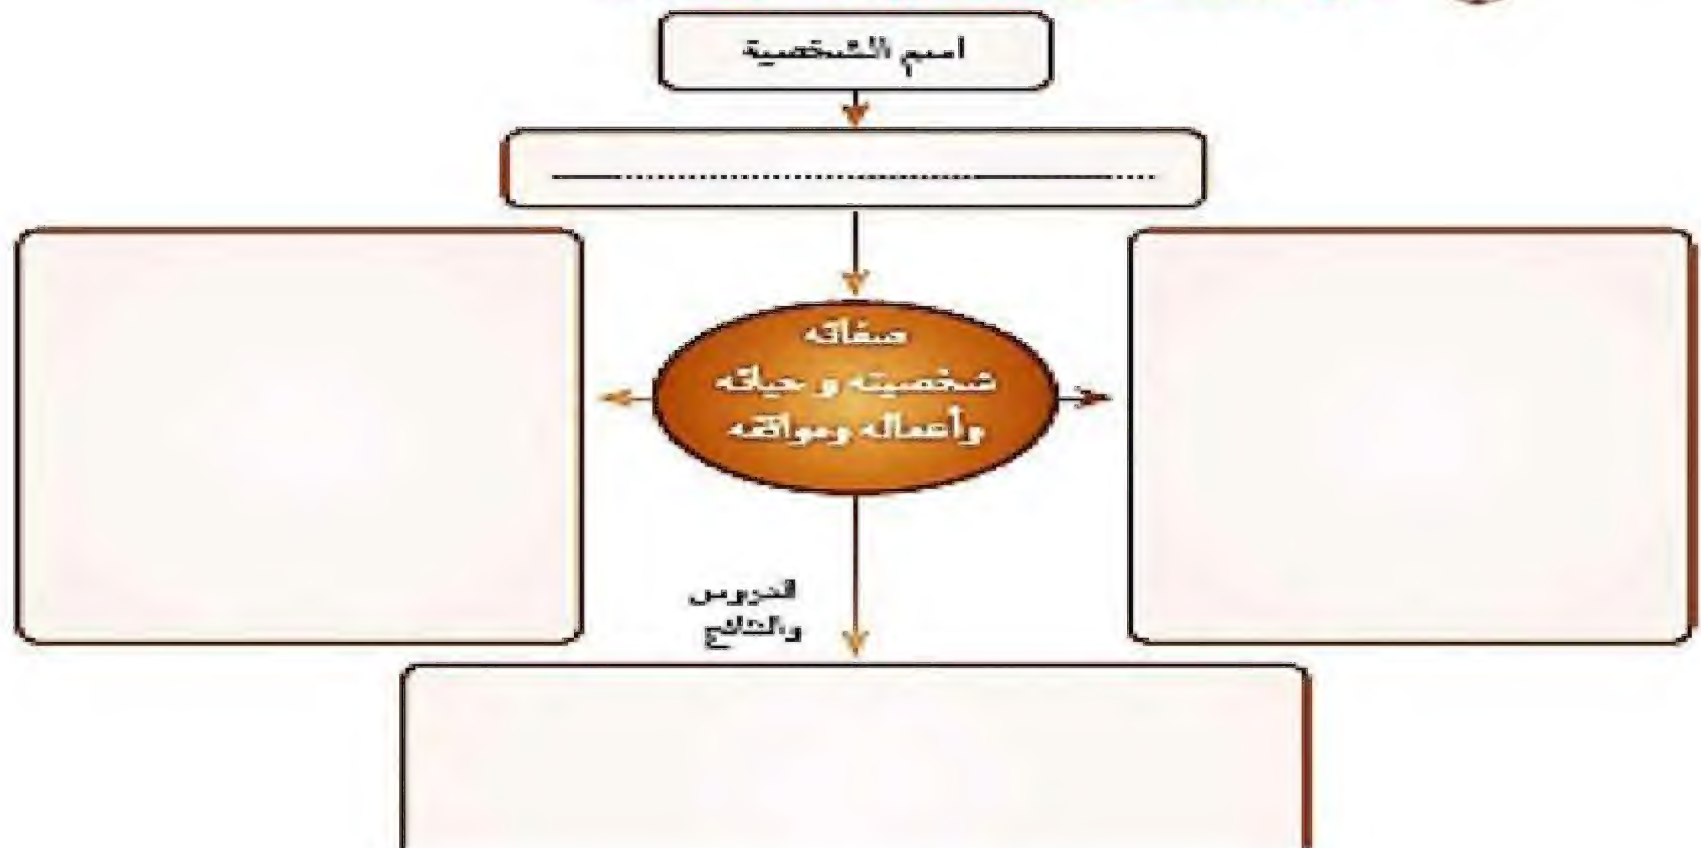 اسم الشخصية
صفاته
شخصيته و حياته
وأعماله ومواقفه
الدروس
والنتائج